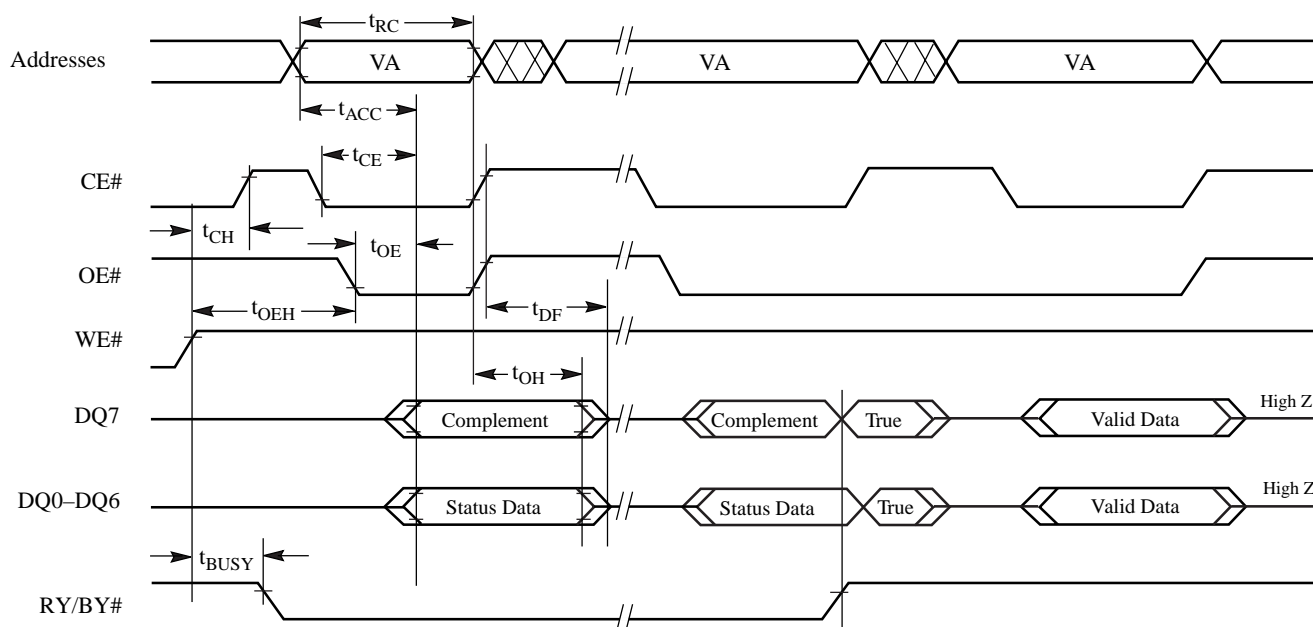 tRC
Addresses VA VA VA
tACC
tCE
CE#
tCH tOE
OE#
tOEH tDF
WE#
tOH
DQ7 Complement Complement True Valid Data High Z
DQ0–DQ6 Status Data Status Data True Valid Data High Z
tBUSY
RY/BY#